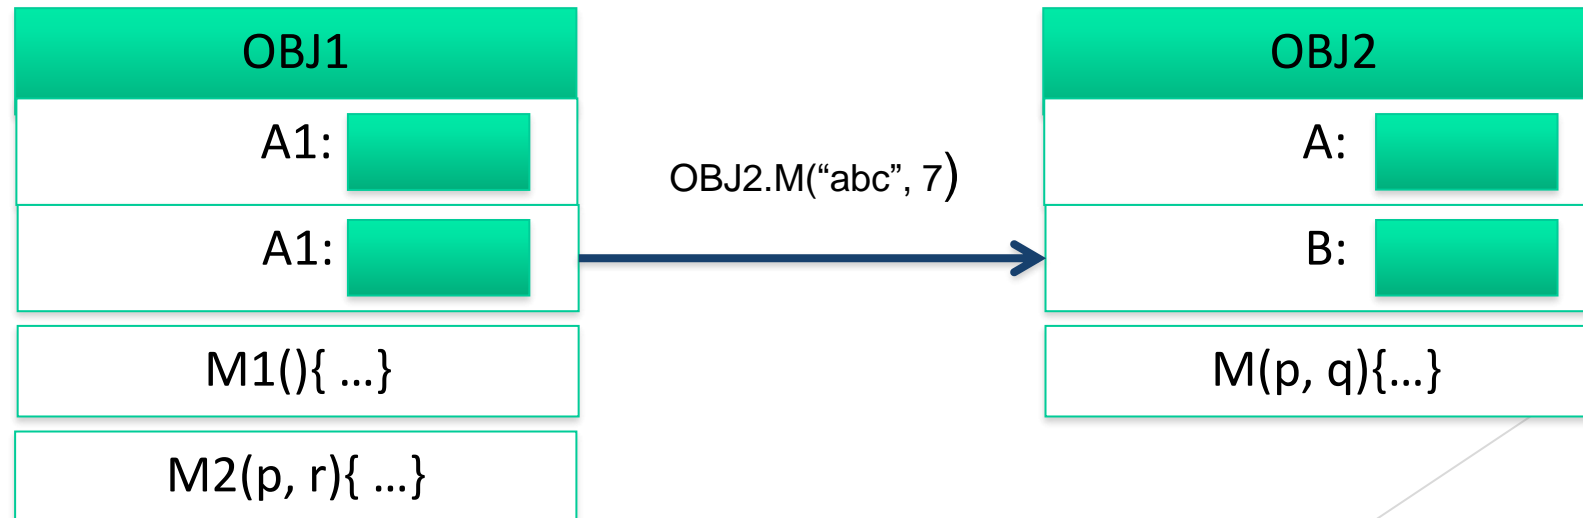 OBJ1
A1:
A1:
M1(){ …}
M2(p, r){ …}
OBJ2.M(“abc”, 7)
OBJ2
A:
B:
M(p, q){…}